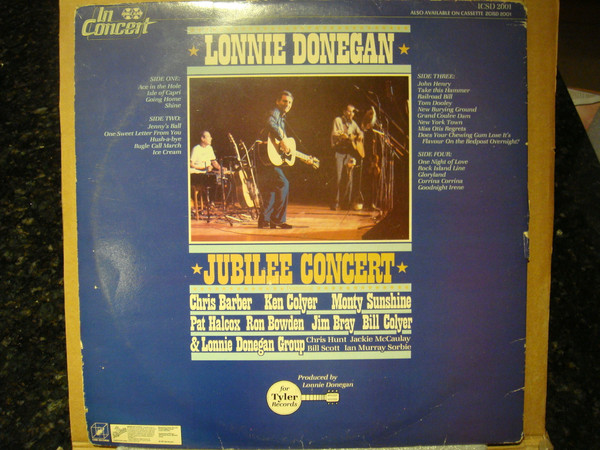 In
Concert
ICSD 2001
ALSO AVAILABLE ON CASSETTE ZCISD 2001
LONNIE DONEGAN
SIDE ONE:
Ace in the Hole
Isle of Capri
Going Home
Shine
SIDE TWO:
Jenny's Ball
One Sweet Letter From You
Hush-a-bye
Bugle Call March
Ice Cream
SIDE THREE:
John Henry
Take this Hammer
Railroad Bill
Tom Dooley
New Burying Ground
Grand Coulee Dam
New York Town
Miss Otis Regrets
Does Your Chewing Gum Lose It's
Flavour On the Bedpost Overnight?
SIDE FOUR:
One Night of Love
Rock Island Line
Gloryland
Corrina Corrina
Goodnight Irene
JUBILEE CONCERT
Chris Barber Ken Colyer Monty Sunshine
Pat Halcox Ron Bowden Jim Bray Bill Colyer
& Lonnie Donegan Group Chris Hunt Jackie McCaulay
Bill Scott Ian Murray Sorbie
Produced by
Lonnie Donegan
for
Tyler
Records